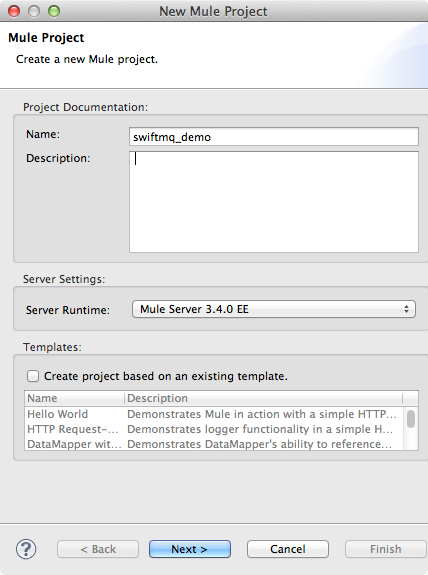 New Mule Project
Mule Project
Create a new Mule project.
Project Documentation:
Name: swiftmq_demo
Description:
Server Settings:
Server Runtime: Mule Server 3.4.0 EE
Templates:
Create project based on an existing template.
Name Description
Hello World Demonstrates Mule in action with a simple HTTP...
HTTP Request-... Demonstrates logger functionality in a simple H...
DataMapper wit... Demonstrates DataMapper's ability to reference...
? < Back Next > Cancel Finish